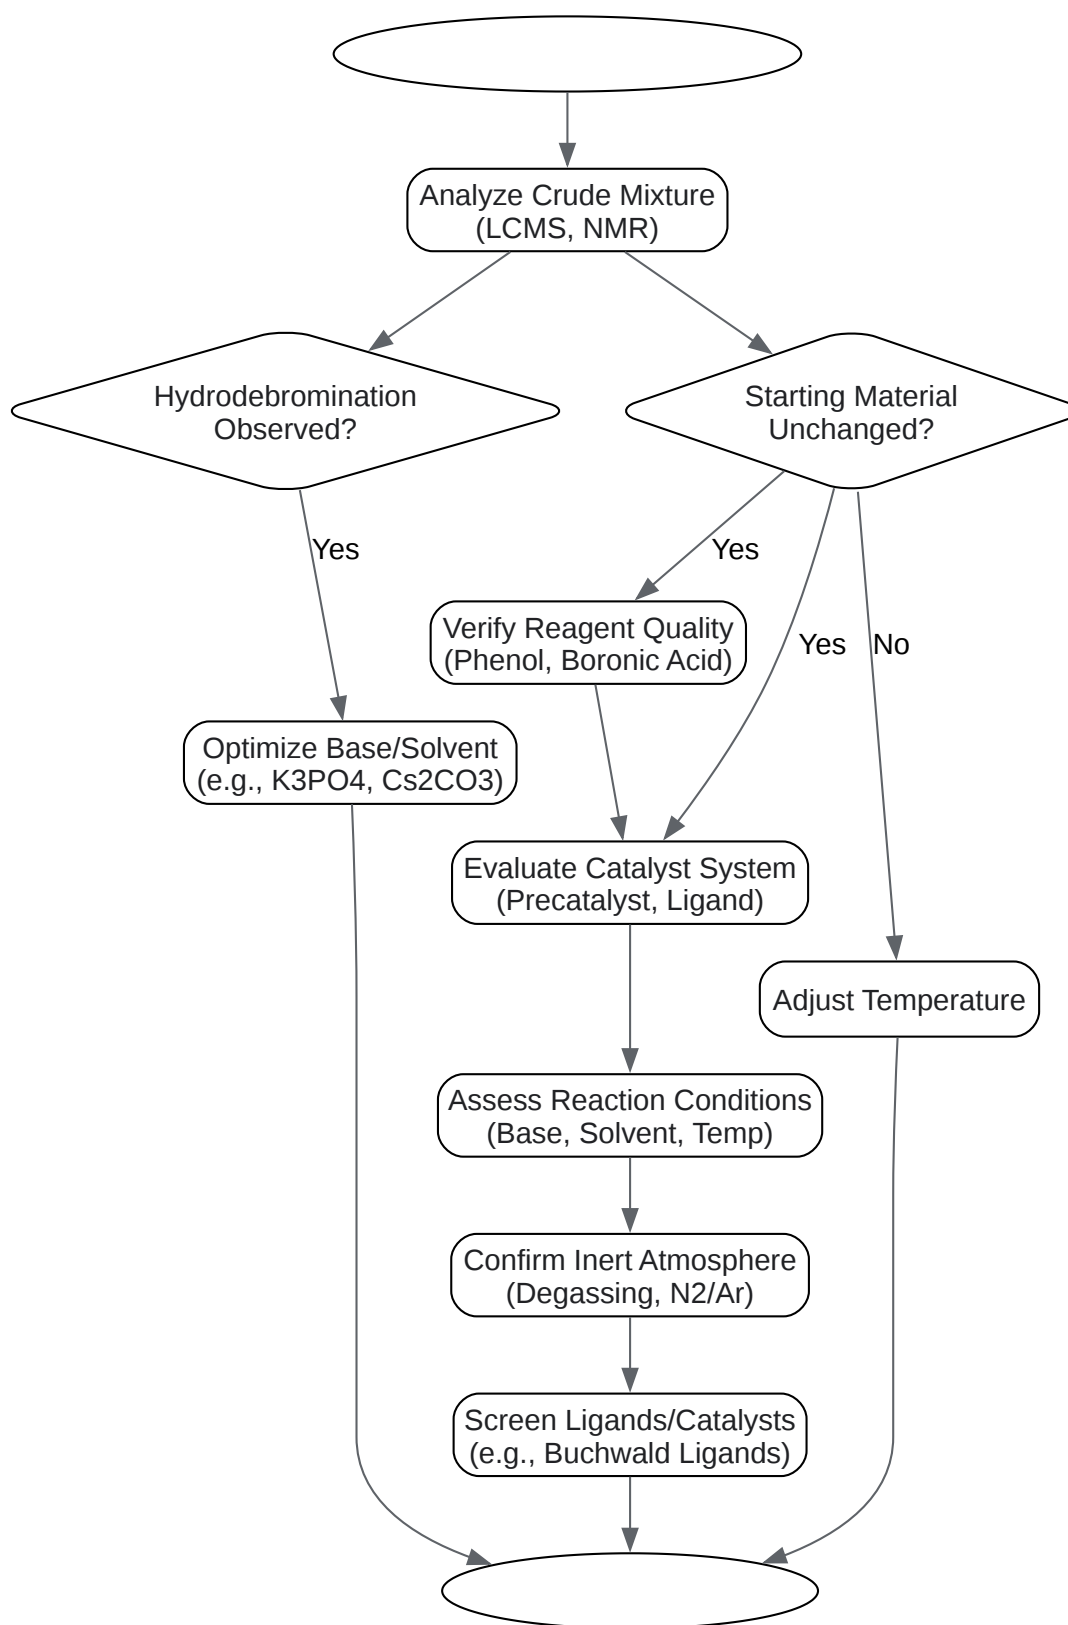 Analyze Crude Mixture
(LCMS, NMR)
Hydrodebromination
Observed?
Starting Material
Unchanged?
Yes
Yes
Verify Reagent Quality
(Phenol, Boronic Acid)
Yes
No
Optimize Base/Solvent
(e.g., K3PO4, Cs2CO3)
Evaluate Catalyst System
(Precatalyst, Ligand)
Adjust Temperature
Assess Reaction Conditions
(Base, Solvent, Temp)
Confirm Inert Atmosphere
(Degassing, N2/Ar)
Screen Ligands/Catalysts
(e.g., Buchwald Ligands)